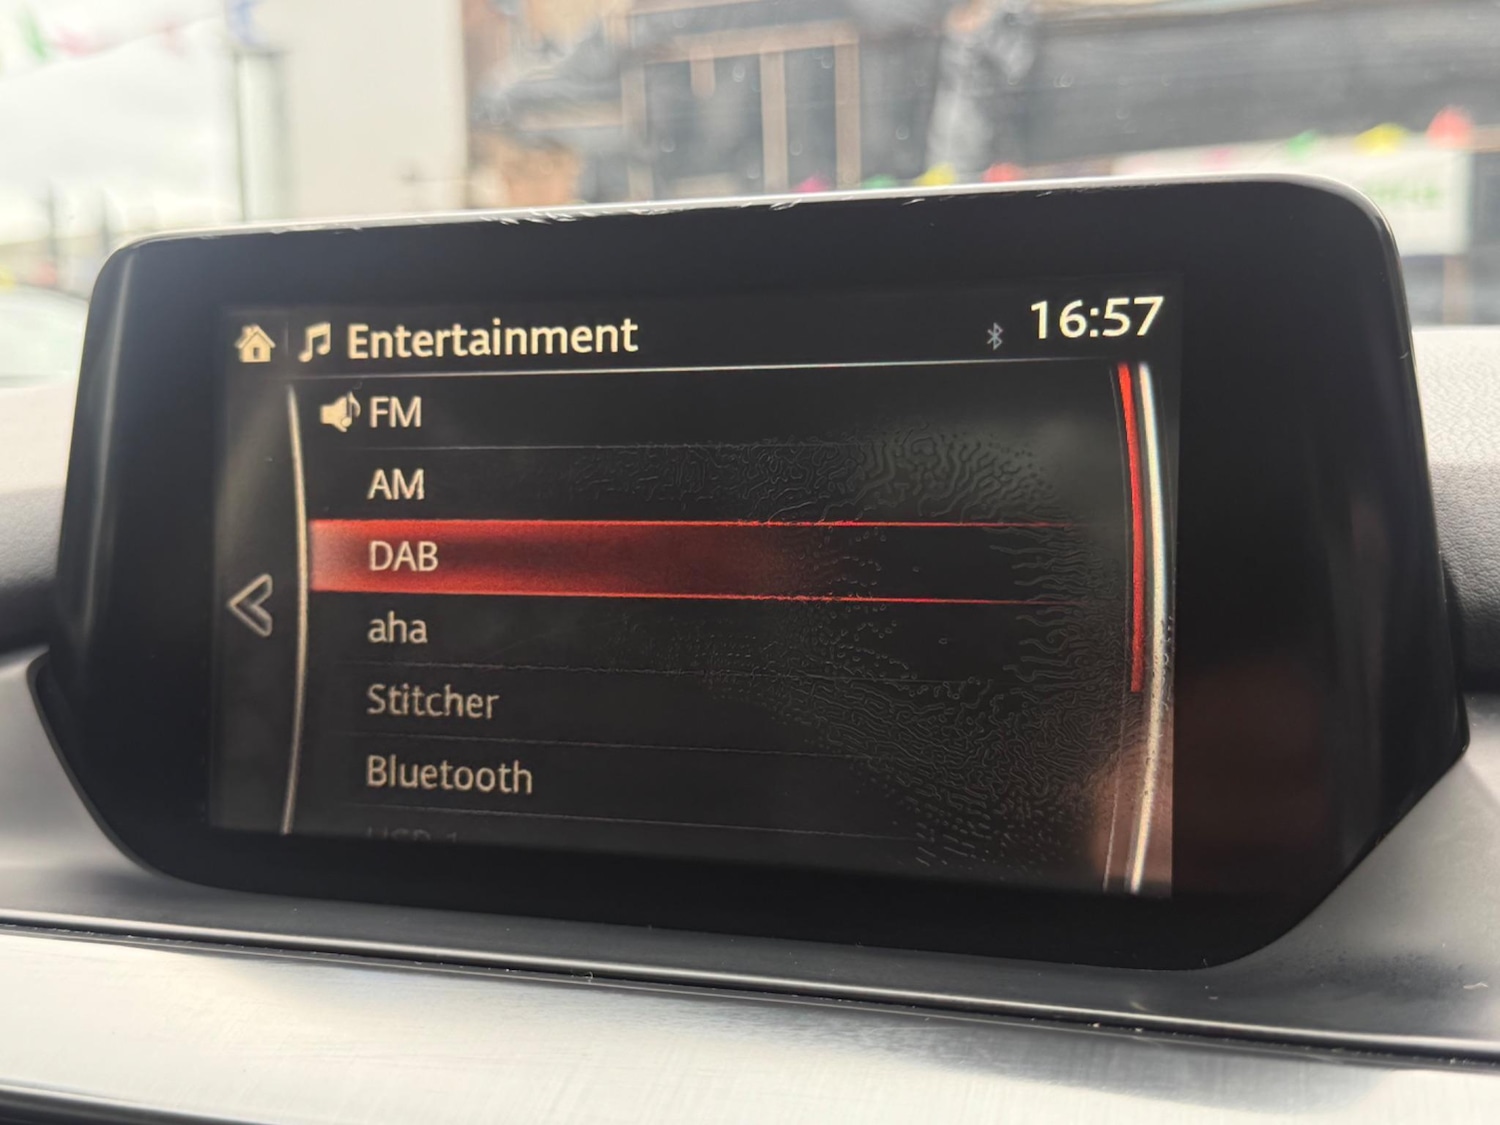 Entertainment 16:57
FM
AM
DAB
aha
Stitcher
Bluetooth